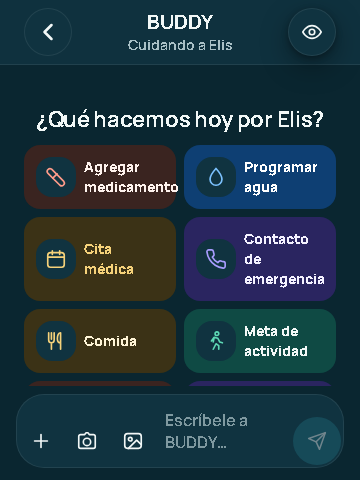 BUDDY
Cuidando a Elis
¿Qué hacemos hoy por Elis?
Agregar
medicamento
Programar
agua
Cita
médica
Contacto
de
emergencia
Comida
Meta de
actividad
Escríbele a
BUDDY...